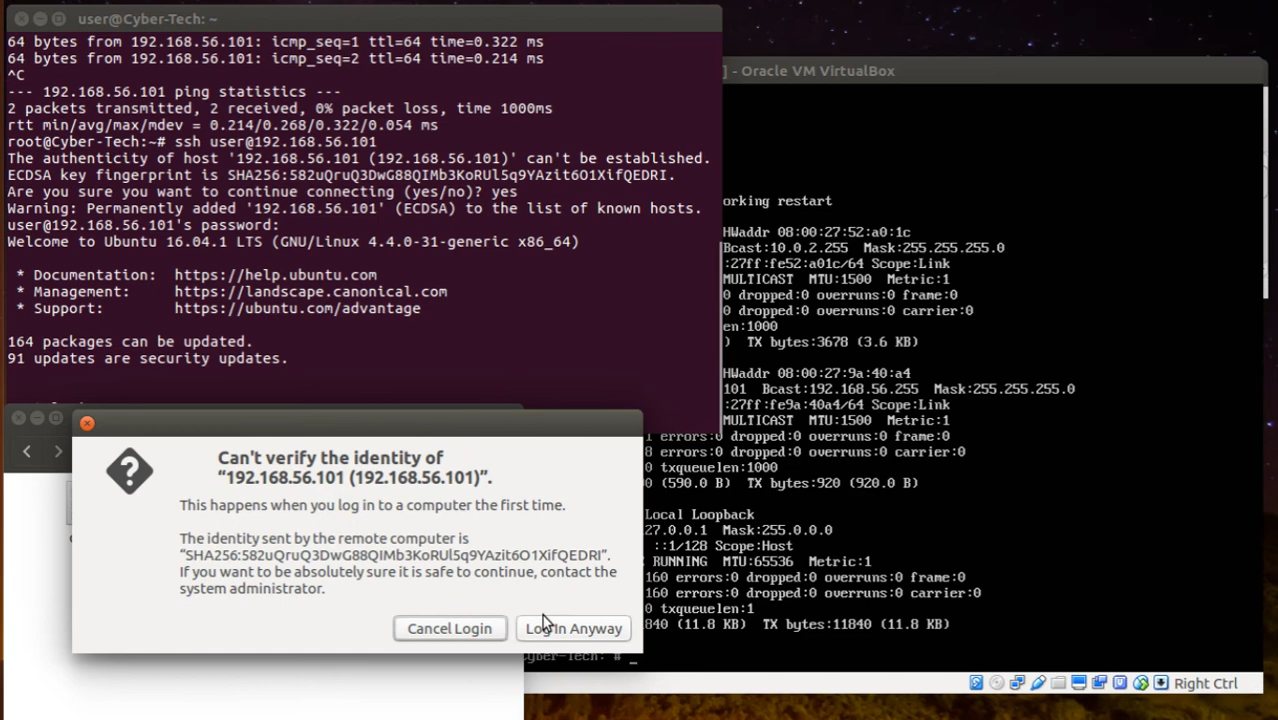 user@Cyber-Tech: ~
64 bytes from 192.168.56.101: icmp_seq=1 ttl=64 time=0.322 ms
64 bytes from 192.168.56.101: icmp_seq=2 ttl=64 time=0.214 ms
^C
--- 192.168.56.101 ping statistics ---
2 packets transmitted, 2 received, 0% packet loss, time 1000ms
rtt min/avg/max/mdev = 0.214/0.268/0.322/0.054 ms
root@Cyber-Tech:~# ssh user@192.168.56.101
The authenticity of host '192.168.56.101 (192.168.56.101)' can't be established.
ECDSA key fingerprint is SHA256:582uQruQ3DwG88QIMb3KoRUl5q9YAzit6O1XifQEDRI.
Are you sure you want to continue connecting (yes/no)? yes
Warning: Permanently added '192.168.56.101' (ECDSA) to the list of known hosts.
user@192.168.56.101's password:
Welcome to Ubuntu 16.04.1 LTS (GNU/Linux 4.4.0-31-generic x86_64)
* Documentation: https://help.ubuntu.com
* Management: https://landscape.canonical.com
* Support: https://ubuntu.com/advantage
164 packages can be updated.
91 updates are security updates.
Can't verify the identity of
“192.168.56.101 (192.168.56.101)”.
This happens when you log in to a computer the first time.
The identity sent by the remote computer is
“SHA256:582uQruQ3DwG88QIMb3KoRUl5q9YAzit6O1XifQEDRI”.
If you want to be absolutely sure it is safe to continue, contact the
system administrator.
Cancel Login
Log In Anyway
] - Oracle VM VirtualBox
orking restart
HWaddr 08:00:27:52:a0:1c
Bcast:10.0.2.255 Mask:255.255.255.0
:27ff:fe52:a01c/64 Scope:Link
MULTICAST MTU:1500 Metric:1
0 dropped:0 overruns:0 frame:0
0 dropped:0 overruns:0 carrier:0
en:1000
) TX bytes:3678 (3.6 KB)
HWaddr 08:00:27:9a:40:a4
101 Bcast:192.168.56.255 Mask:255.255.255.0
:27ff:fe9a:40a4/64 Scope:Link
MULTICAST MTU:1500 Metric:1
1 errors:0 dropped:0 overruns:0 frame:0
8 errors:0 dropped:0 overruns:0 carrier:0
0 txqueuelen:1000
(590.0 B) TX bytes:920 (920.0 B)
Local Loopback
27.0.0.1 Mask:255.0.0.0
::1/128 Scope:Host
RUNNING MTU:65536 Metric:1
160 errors:0 dropped:0 overruns:0 frame:0
160 errors:0 dropped:0 overruns:0 carrier:0
0 txqueuelen:1
840 (11.8 KB) TX bytes:11840 (11.8 KB)
Cyber-Tech:~# _
Right Ctrl